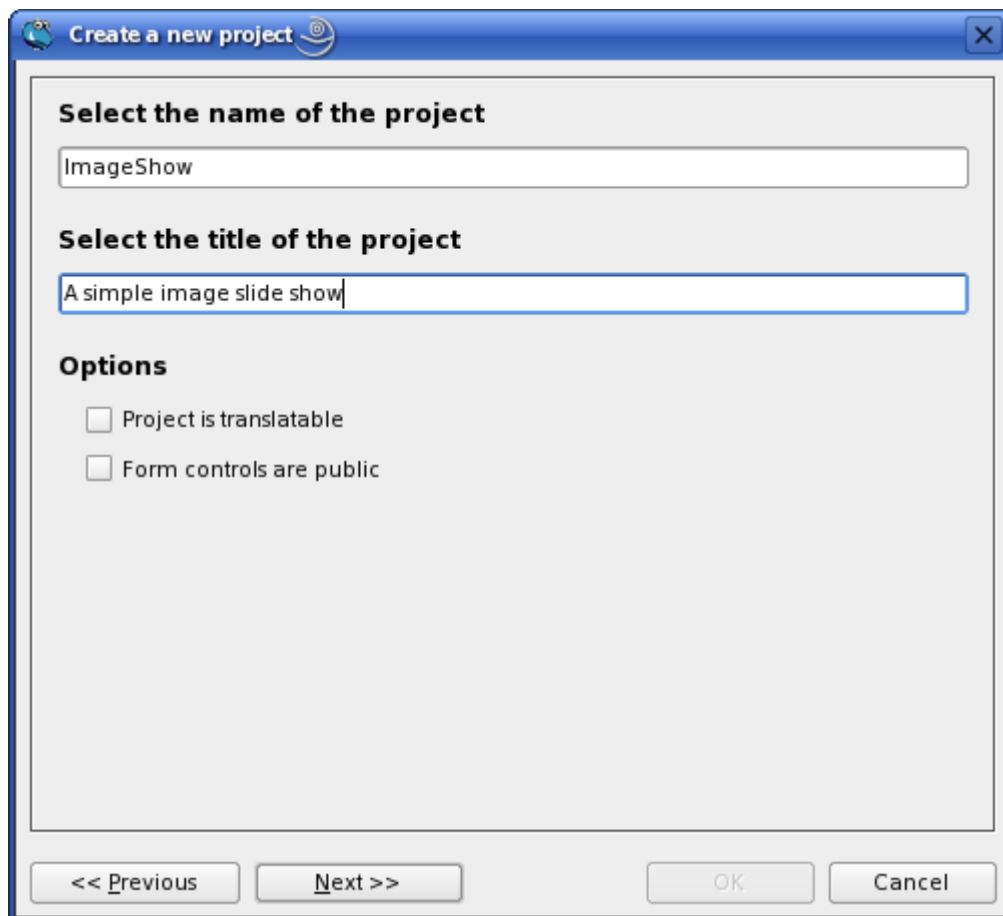 Create a new project
Select the name of the project
ImageShow
Select the title of the project
A simple image slide show
Options
Project is translatable
Form controls are public
<< Previous
Next >>
OK
Cancel